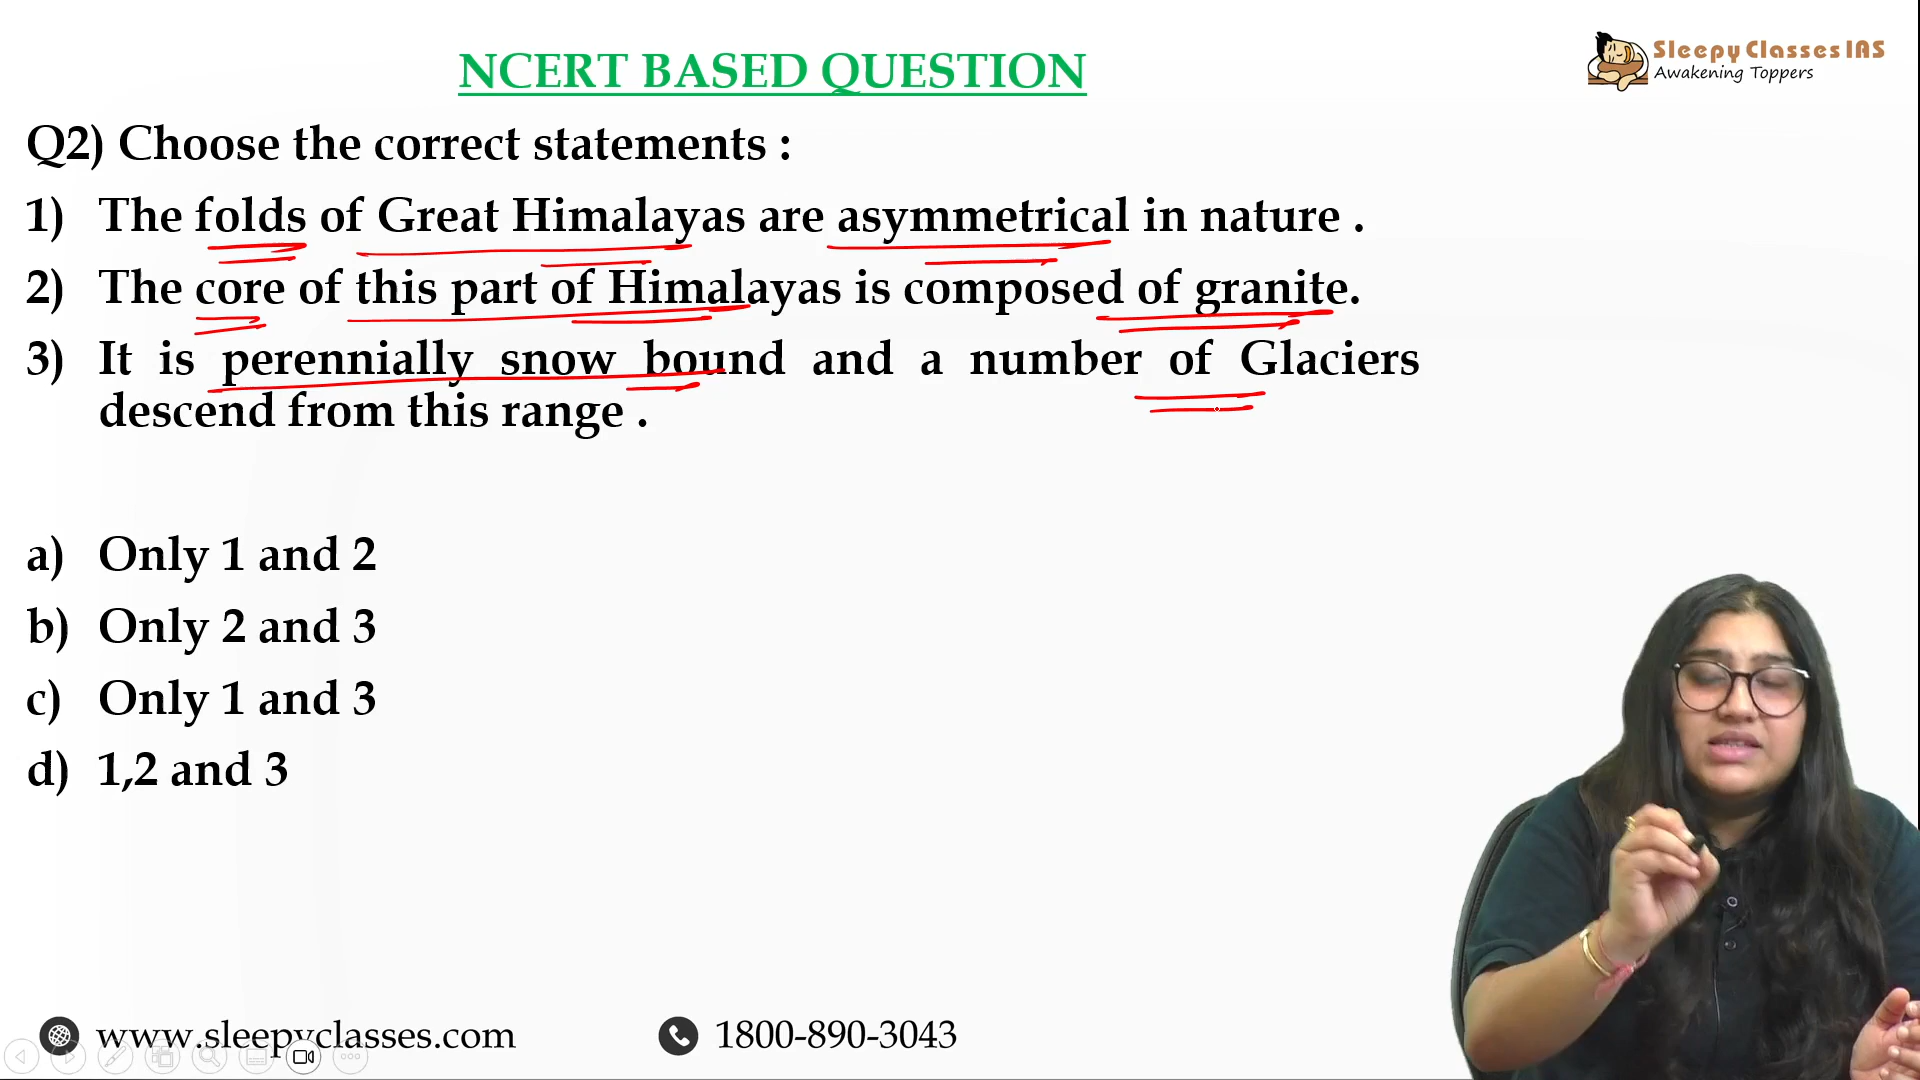 NCERT BASED QUESTION
Sleepy Classes IAS
Awakening Toppers
Q2) Choose the correct statements :
1) The folds of Great Himalayas are asymmetrical in nature .
2) The core of this part of Himalayas is composed of granite.
3) It is perennially snow bound and a number of Glaciers
descend from this range .
a) Only 1 and 2
b) Only 2 and 3
c) Only 1 and 3
d) 1,2 and 3
www.sleepyclasses.com
1800-890-3043